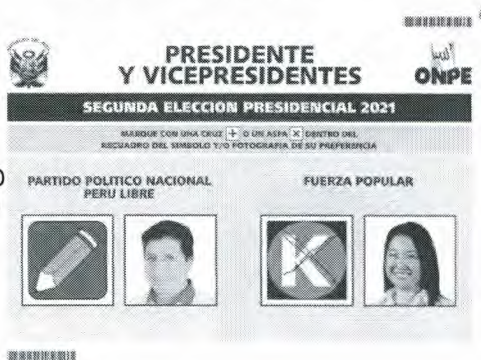 PRESIDENTE
Y VICEPRESIDENTES
ONPE
SEGUNDA ELECCION PRESIDENCIAL 2021
MARQUE CON UNA CRUZ + O UN ASPA X DENTRO DEL
RECUADRO DEL SIMBOLO Y/O FOTOGRAFIA DE SU PREFERENCIA
PARTIDO POLITICO NACIONAL
PERU LIBRE
FUERZA POPULAR
K